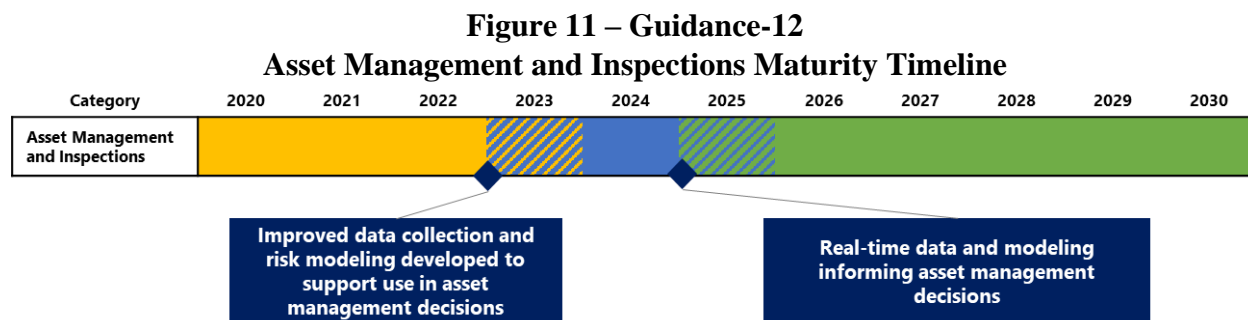 Figure 11 – Guidance-12
Asset Management and Inspections Maturity Timeline
Category 2020 2021 2022 2023 2024 2025 2026 2027 2028 2029 2030
Asset Management
and Inspections
Improved data collection and
risk modeling developed to
support use in asset
management decisions
Real-time data and modeling
informing asset management
decisions